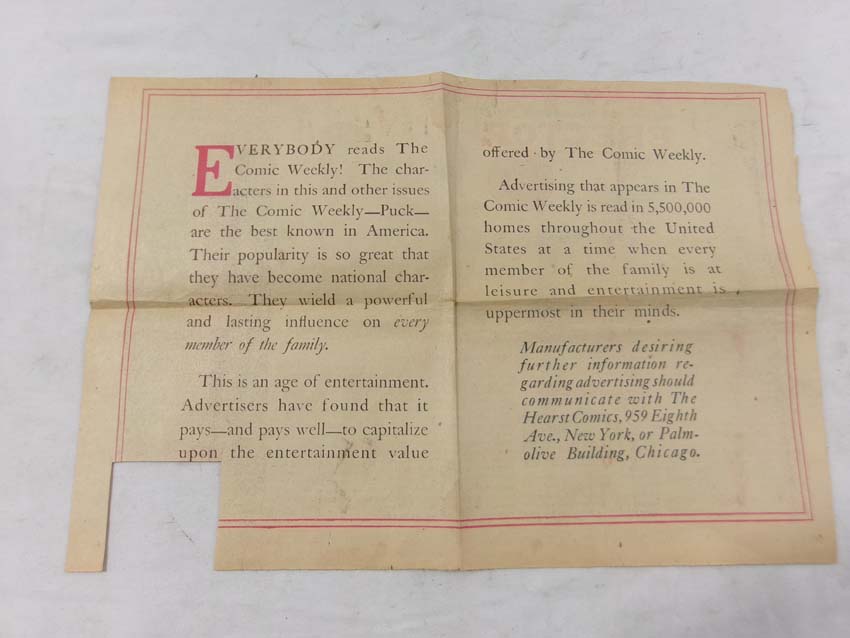 EVERYBODY reads The
Comic Weekly! The char-
acters in this and other issues
of The Comic Weekly—Puck—
are the best known in America.
Their popularity is so great that
they have become national char-
acters. They wield a powerful
and lasting influence on every
member of the family.
This is an age of entertainment.
Advertisers have found that it
pays—and pays well—to capitalize
upon the entertainment value
offered by The Comic Weekly.
Advertising that appears in The
Comic Weekly is read in 5,500,000
homes throughout the United
States at a time when every
member of the family is at
leisure and entertainment is
uppermost in their minds.
Manufacturers desiring
further information re-
garding advertising should
communicate with The
Hearst Comics, 959 Eighth
Ave., New York, or Palm-
olive Building, Chicago.